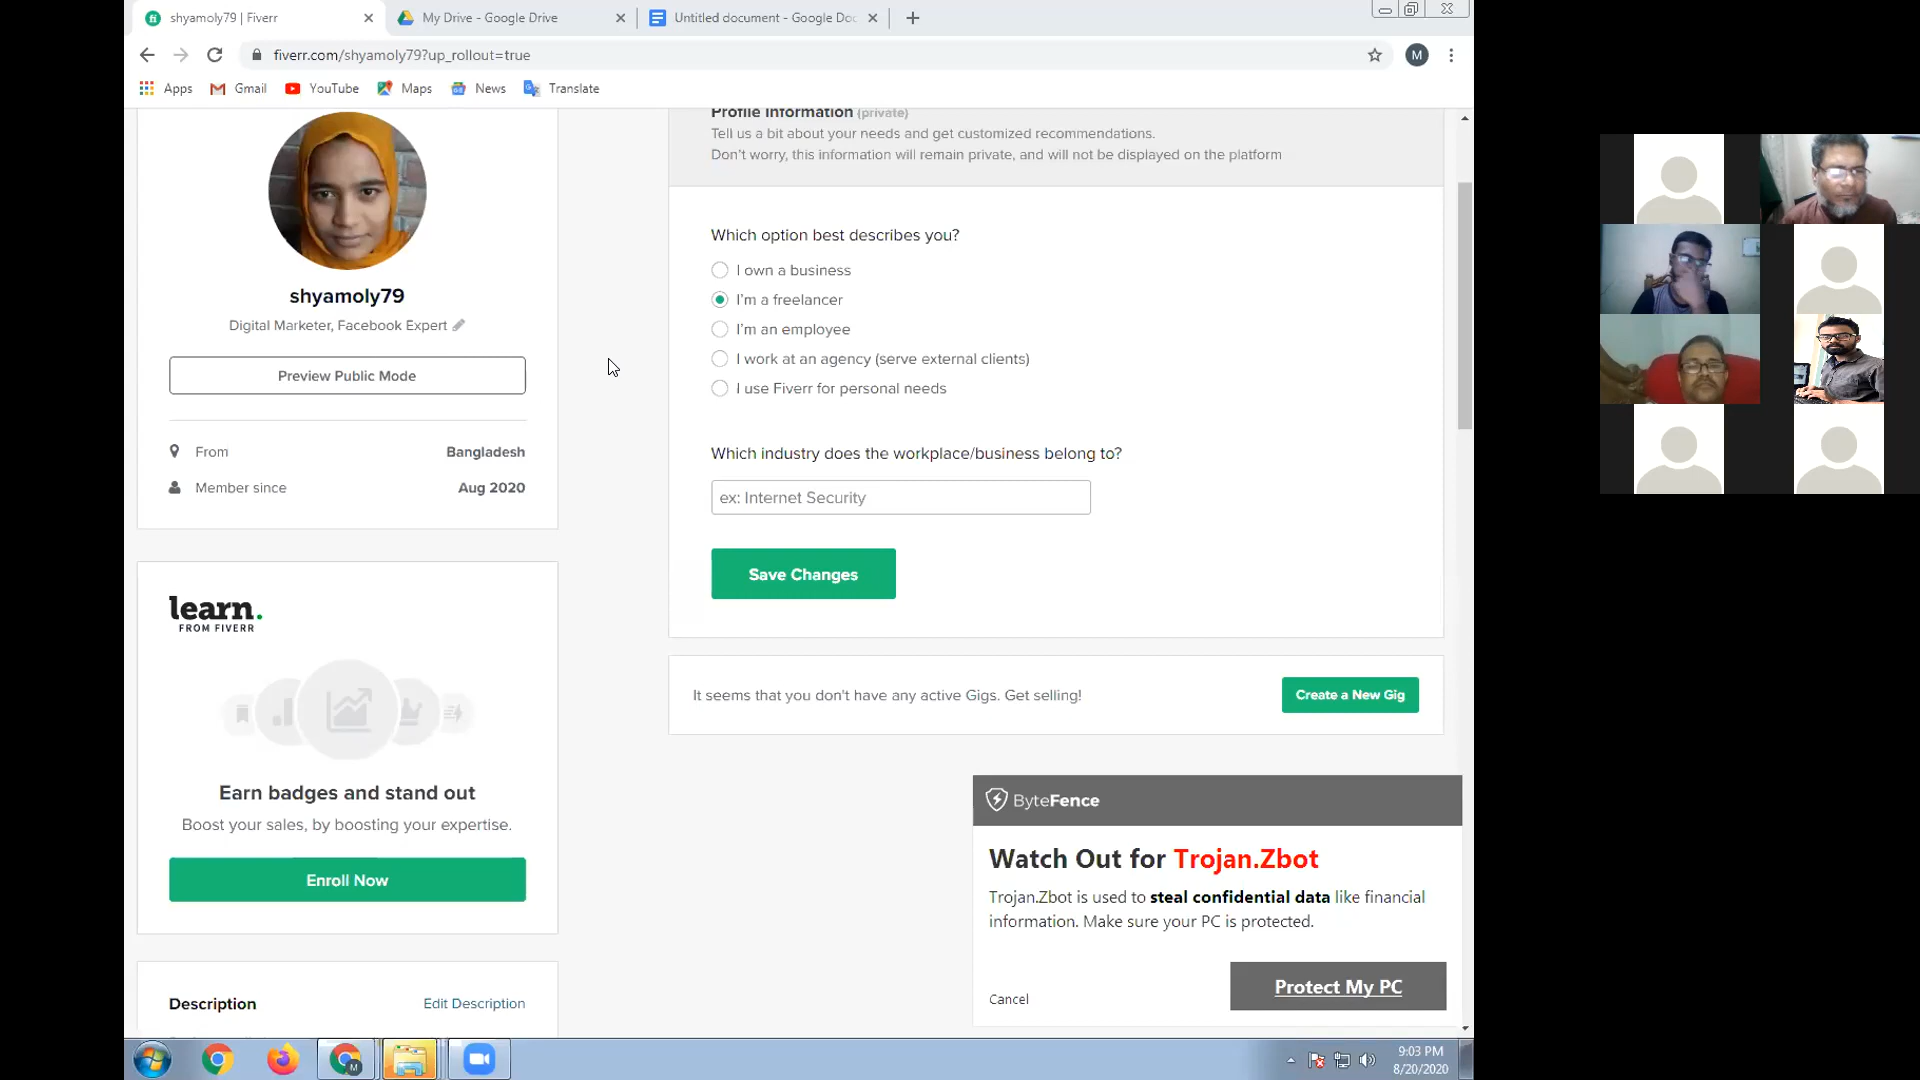 shyamoly79 | Fiverr
My Drive - Google Drive
Untitled document - Google Doc
fiverr.com/shyamoly79?up_rollout=true
M
Apps
Gmail
YouTube
Maps
News
Translate
shyamoly79
Digital Marketer, Facebook Expert
Preview Public Mode
From Bangladesh
Member since Aug 2020
learn.
FROM FIVERR
Earn badges and stand out
Boost your sales, by boosting your expertise.
Enroll Now
Description Edit Description
Profile Information (private)
Tell us a bit about your needs and get customized recommendations.
Don't worry, this information will remain private, and will not be displayed on the platform
Which option best describes you?
I own a business
I'm a freelancer
I'm an employee
I work at an agency (serve external clients)
I use Fiverr for personal needs
Which industry does the workplace/business belong to?
ex: Internet Security
Save Changes
It seems that you don't have any active Gigs. Get selling!
Create a New Gig
ByteFence
Watch Out for Trojan.Zbot
Trojan.Zbot is used to steal confidential data like financial
information. Make sure your PC is protected.
Cancel
Protect My PC
M
9:03 PM
8/20/2020